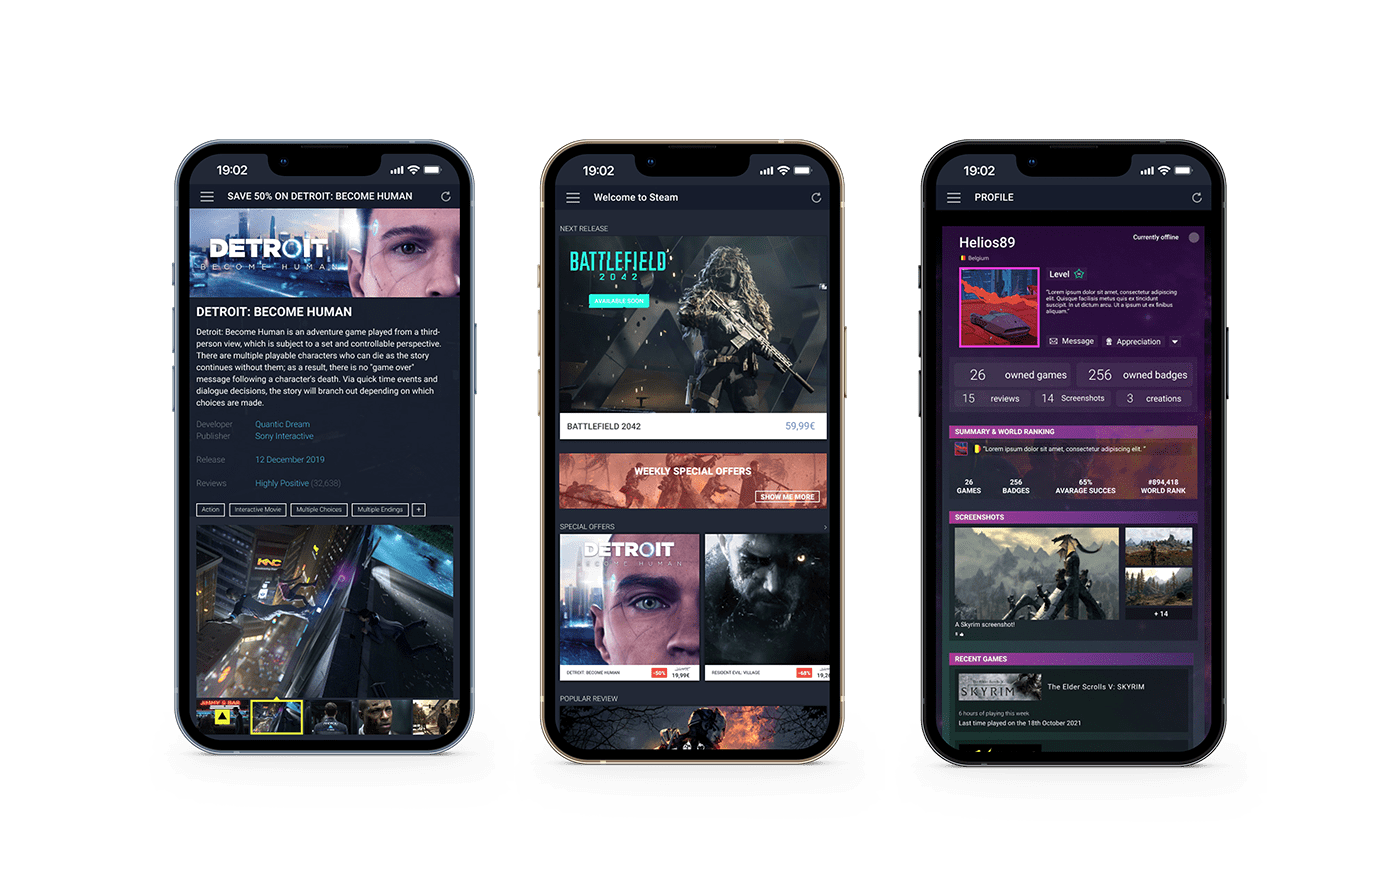 19:02
SAVE 50% ON DETROIT: BECOME HUMAN
DETROIT
BECOME HUMAN
DETROIT: BECOME HUMAN
Detroit: Become Human is an adventure game played from a third-
person view, which is subject to a set and controllable perspective.
There are multiple playable characters who can die as the story
continues without them; as a result, there is no "game over"
message following a character's death. Via quick time events and
dialogue decisions, the story will branch out depending on which
choices are made.
Developer Quantic Dream
Publisher Sony Interactive
Release 12 December 2019
Reviews Highly Positive (32,638)
Action Interactive Movie Multiple Choices Multiple Endings +
KNC
JIMMY'S BAR
19:02
Welcome to Steam
NEXT RELEASE
BATTLEFIELD
2042
AVAILABLE SOON
BATTLEFIELD 2042 59,99€
WEEKLY SPECIAL OFFERS
SHOW ME MORE
SPECIAL OFFERS
DETROIT
BECOME HUMAN
DETROIT: BECOME HUMAN -50% 19,99€
RESIDENT EVIL: VILLAGE -68%
POPULAR REVIEW
19:02
PROFILE
Helios89
Currently offline
Belgium
Level
"Lorem ipsum dolor sit amet, consectetur adipiscing
elit. Quisque facilisis metus quis ex tincidunt
suscipit. In ut dictum arcu. Ut a ipsum ut ex finibus
aliquam."
Message Appreciation
26 owned games 256 owned badges
15 reviews 14 Screenshots 3 creations
SUMMARY & WORLD RANKING
"Lorem ipsum dolor sit amet, consectetur adipiscing elit. "
26 256 65% #894,418
GAMES BADGES AVARAGE SUCCES WORLD RANK
SCREENSHOTS
+ 14
A Skyrim screenshot!
RECENT GAMES
SKYRIM
The Elder Scrolls V: SKYRIM
6 hours of playing this week
Last time played on the 18th October 2021